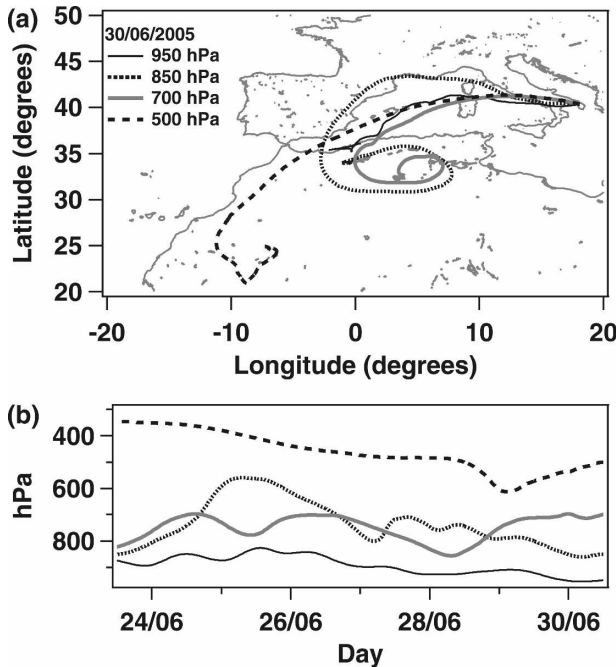 (a)
50
45
40
35
30
25
20
Latitude (degrees)
30/06/2005
950 hPa
850 hPa
700 hPa
500 hPa
-20
-10
0
10
20
Longitude (degrees)
(b)
400
600
800
hPa
24/06
26/06
28/06
30/06
Day